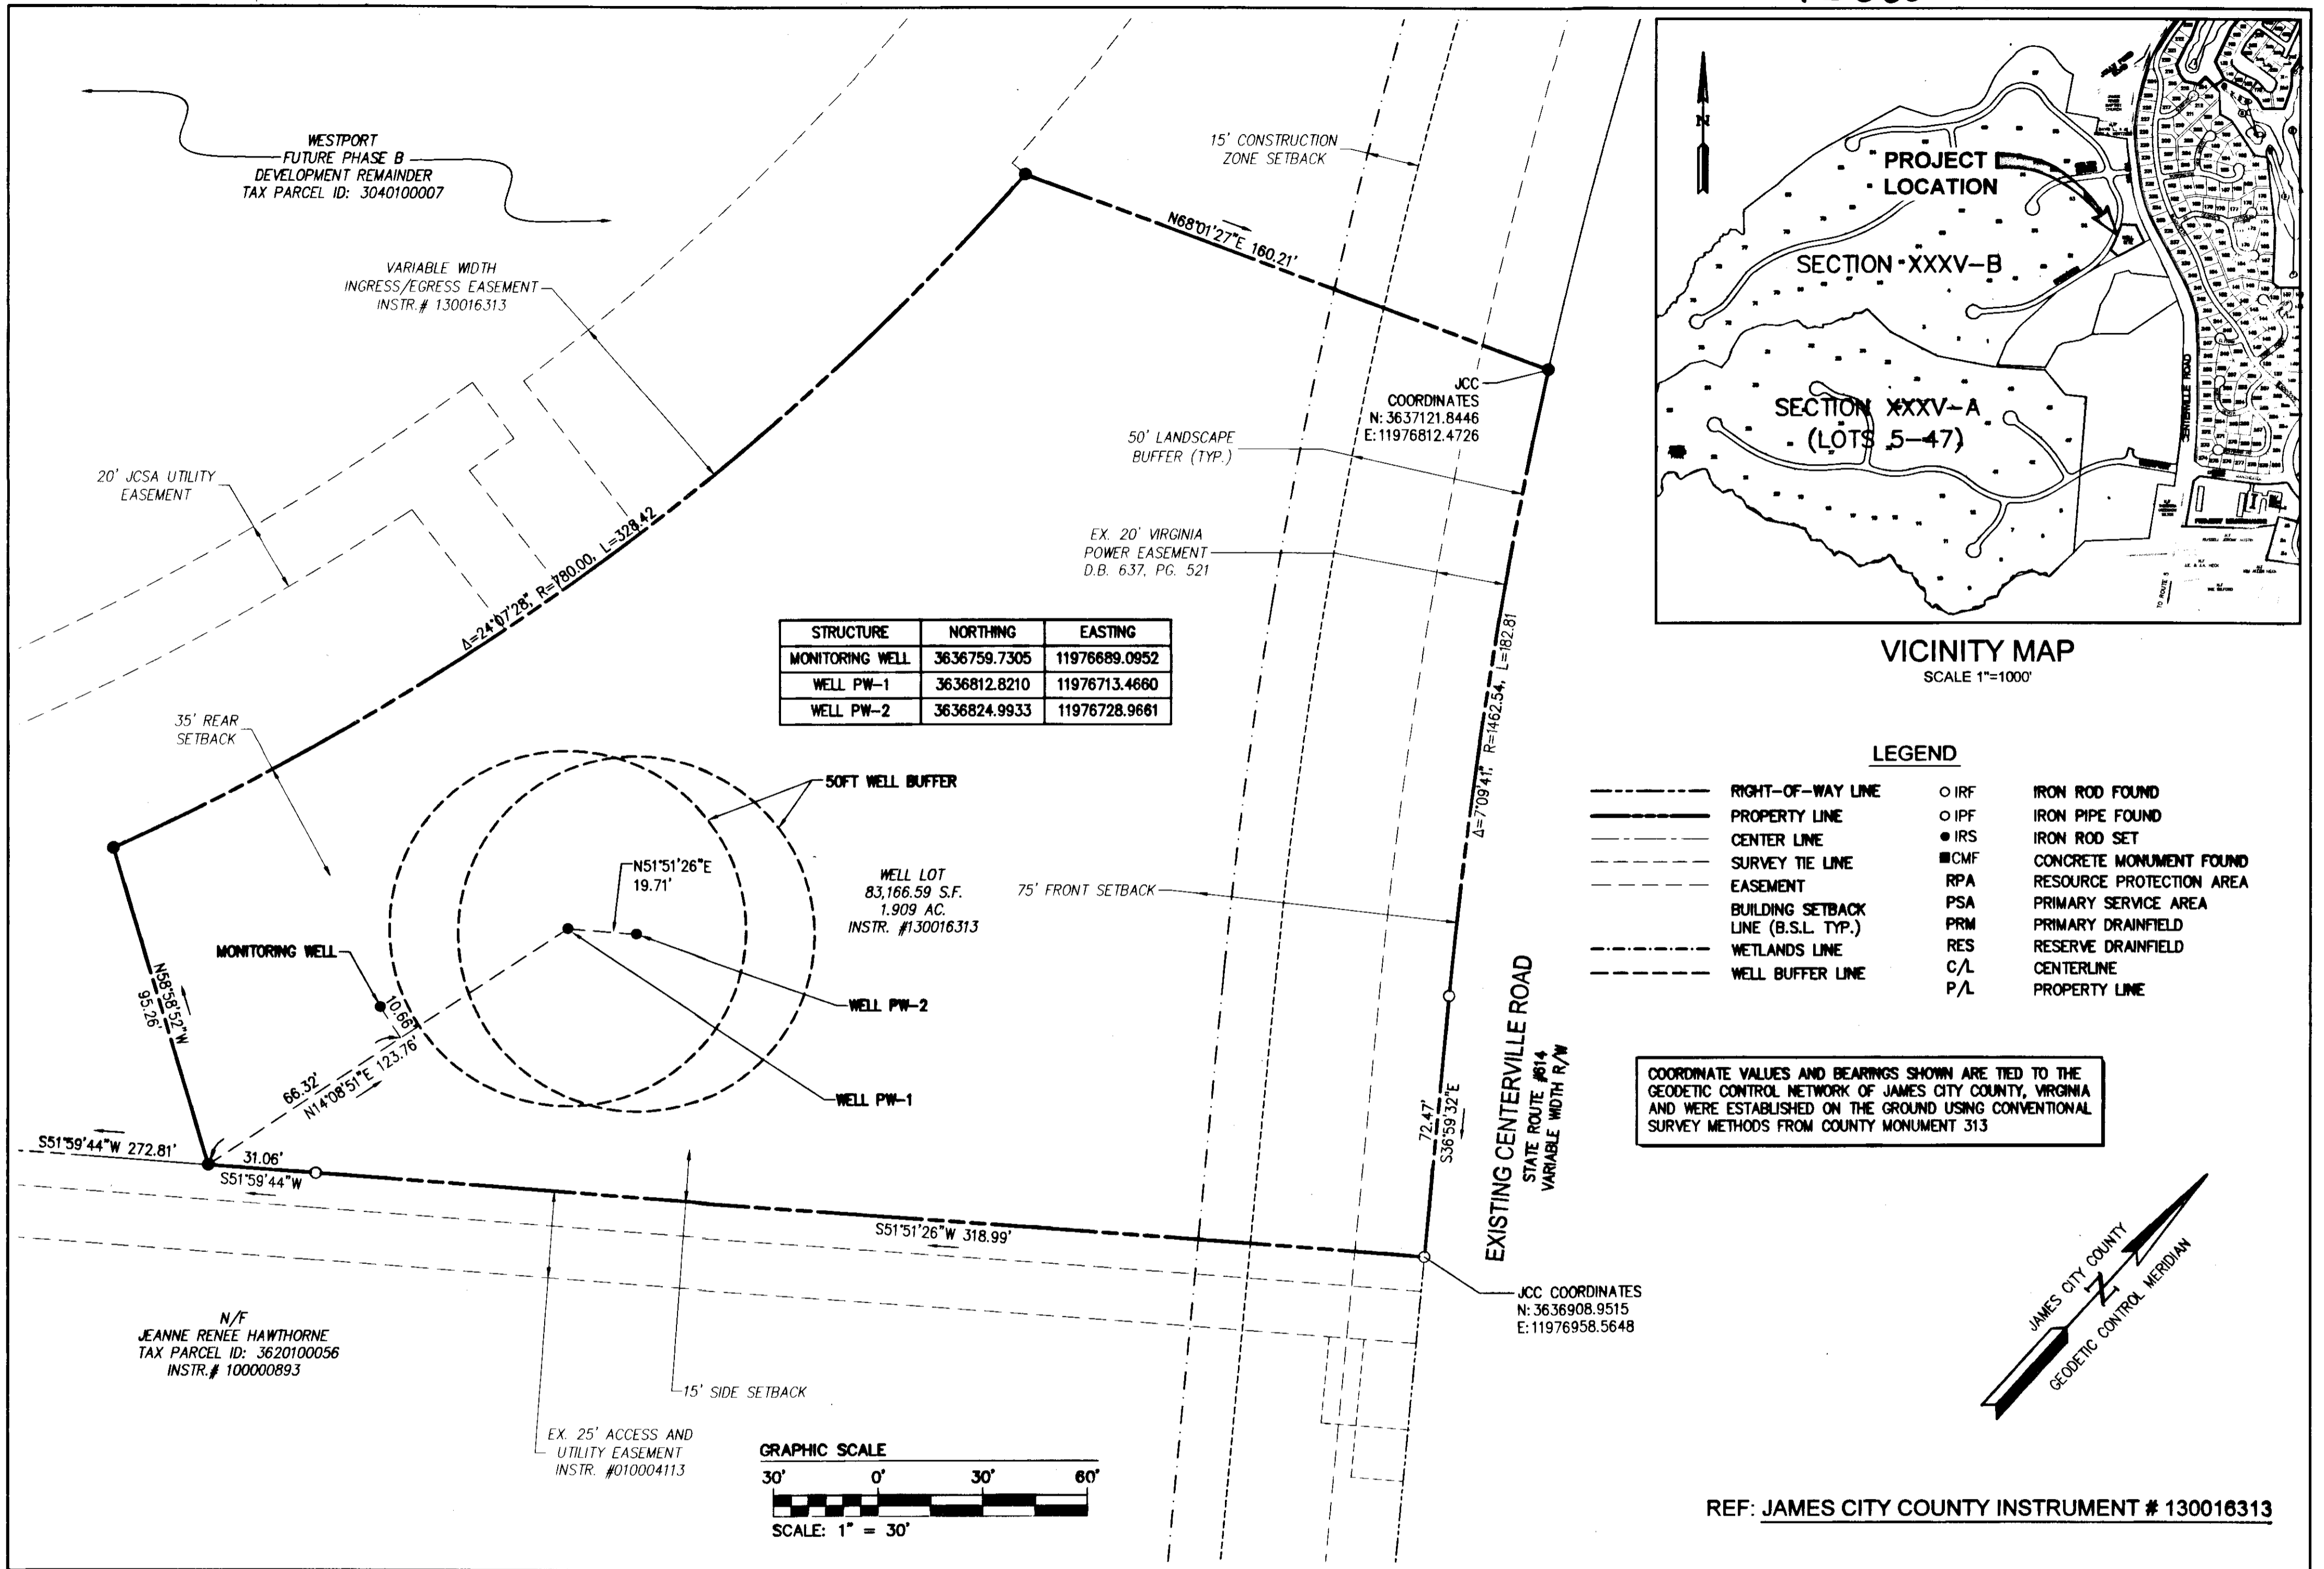 WESTPORT
FUTURE PHASE B
DEVELOPMENT REMAINDER
TAX PARCEL ID: 3040100007
VARIABLE WIDTH
INGRESS/EGRESS EASEMENT
INSTR.# 130016313
20' JCSA UTILITY
EASEMENT
35' REAR
SETBACK
15' CONSTRUCTION
ZONE SETBACK
N68°01'27"E 160.21'
JCC
COORDINATES
N: 3637121.8446
E: 11976812.4726
50' LANDSCAPE
BUFFER (TYP.)
EX. 20' VIRGINIA
POWER EASEMENT
D.B. 637, PG. 521
Δ=24°07'28", R=780.00, L=328.42
Δ=7°09'41", R=1462.54, L=182.81
STRUCTURE NORTHING EASTING
MONITORING WELL 3636759.7305 11976689.0952
WELL PW-1 3636812.8210 11976713.4660
WELL PW-2 3636824.9933 11976728.9661
50FT WELL BUFFER
N51°51'26"E
19.71'
WELL LOT
83,166.59 S.F.
1.909 AC.
INSTR. #130016313
75' FRONT SETBACK
MONITORING WELL
WELL PW-2
WELL PW-1
N58°58'52"W
95.26'
10.66'
66.32'
N14°08'51"E 123.76'
S51°59'44"W 272.81'
31.06'
S51°59'44"W
S51°51'26"W 318.99'
72.47'
S36°59'32"E
EXISTING CENTERVILLE ROAD
STATE ROUTE #614
VARIABLE WIDTH R/W
JCC COORDINATES
N: 3636908.9515
E: 11976958.5648
N/F
JEANNE RENEE HAWTHORNE
TAX PARCEL ID: 3620100056
INSTR.# 100000893
15' SIDE SETBACK
EX. 25' ACCESS AND
UTILITY EASEMENT
INSTR. #010004113
GRAPHIC SCALE
30' 0' 30' 60'
SCALE: 1" = 30'
N
PROJECT
LOCATION
SECTION XXXV-B
SECTION XXXV-A
(LOTS 5-47)
CENTERVILLE ROAD
TO ROUTE 5
VICINITY MAP
SCALE 1"=1000'
LEGEND
RIGHT-OF-WAY LINE
PROPERTY LINE
CENTER LINE
SURVEY TIE LINE
EASEMENT
BUILDING SETBACK
LINE (B.S.L. TYP.)
WETLANDS LINE
WELL BUFFER LINE
IRF IRON ROD FOUND
IPF IRON PIPE FOUND
IRS IRON ROD SET
CMF CONCRETE MONUMENT FOUND
RPA RESOURCE PROTECTION AREA
PSA PRIMARY SERVICE AREA
PRM PRIMARY DRAINFIELD
RES RESERVE DRAINFIELD
C/L CENTERLINE
P/L PROPERTY LINE
COORDINATE VALUES AND BEARINGS SHOWN ARE TIED TO THE
GEODETIC CONTROL NETWORK OF JAMES CITY COUNTY, VIRGINIA
AND WERE ESTABLISHED ON THE GROUND USING CONVENTIONAL
SURVEY METHODS FROM COUNTY MONUMENT 313
JAMES CITY COUNTY
N
GEODETIC CONTROL MERIDIAN
REF: JAMES CITY COUNTY INSTRUMENT # 130016313